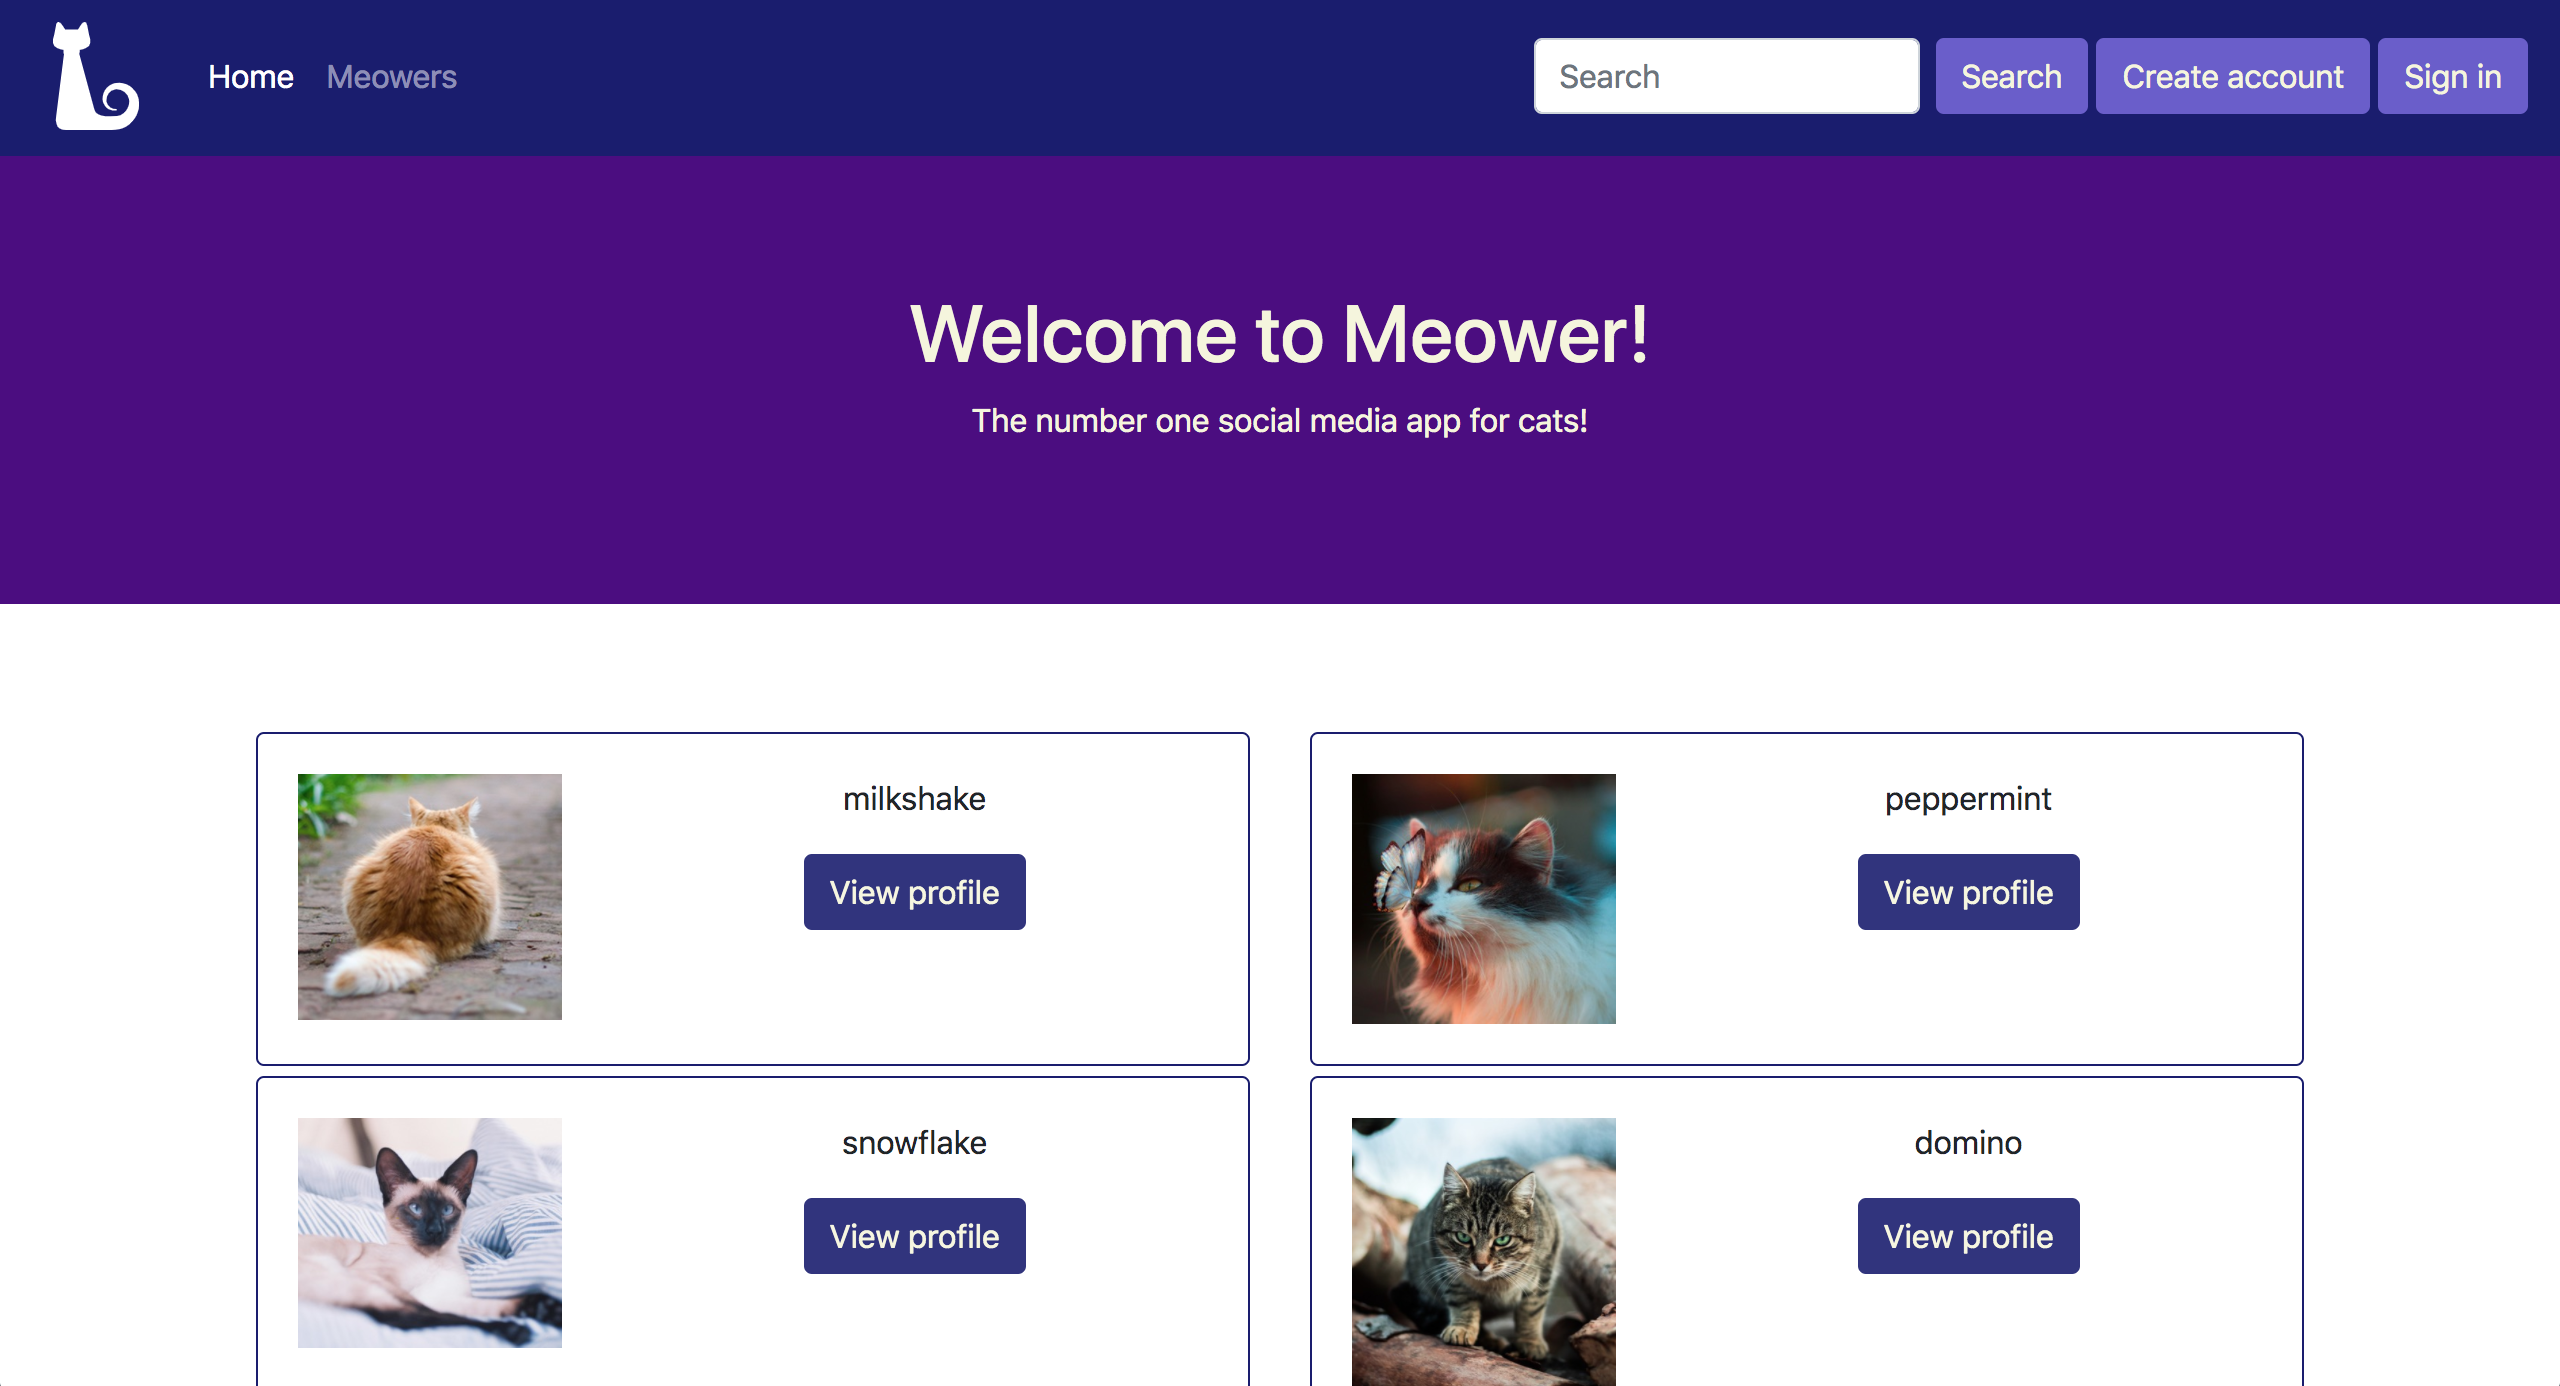 Home Meowers Search Search Create account Sign in
Welcome to Meower!
The number one social media app for cats!
milkshake
View profile
peppermint
View profile
snowflake
View profile
domino
View profile